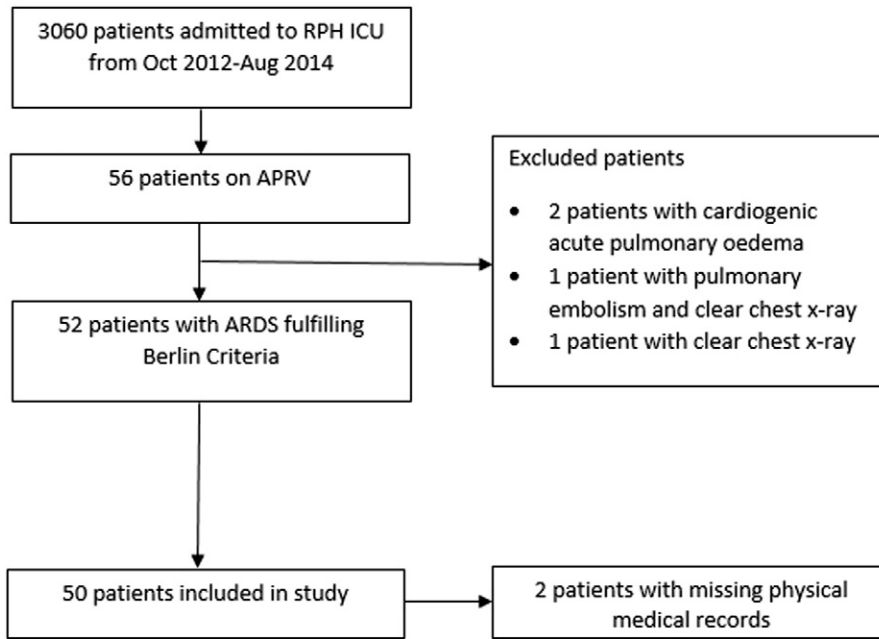 3060 patients admitted to RPH ICU
from Oct 2012-Aug 2014
56 patients on APRV
Excluded patients
• 2 patients with cardiogenic
acute pulmonary oedema
• 1 patient with pulmonary
embolism and clear chest x-ray
• 1 patient with clear chest x-ray
52 patients with ARDS fulfilling
Berlin Criteria
50 patients included in study
2 patients with missing physical
medical records